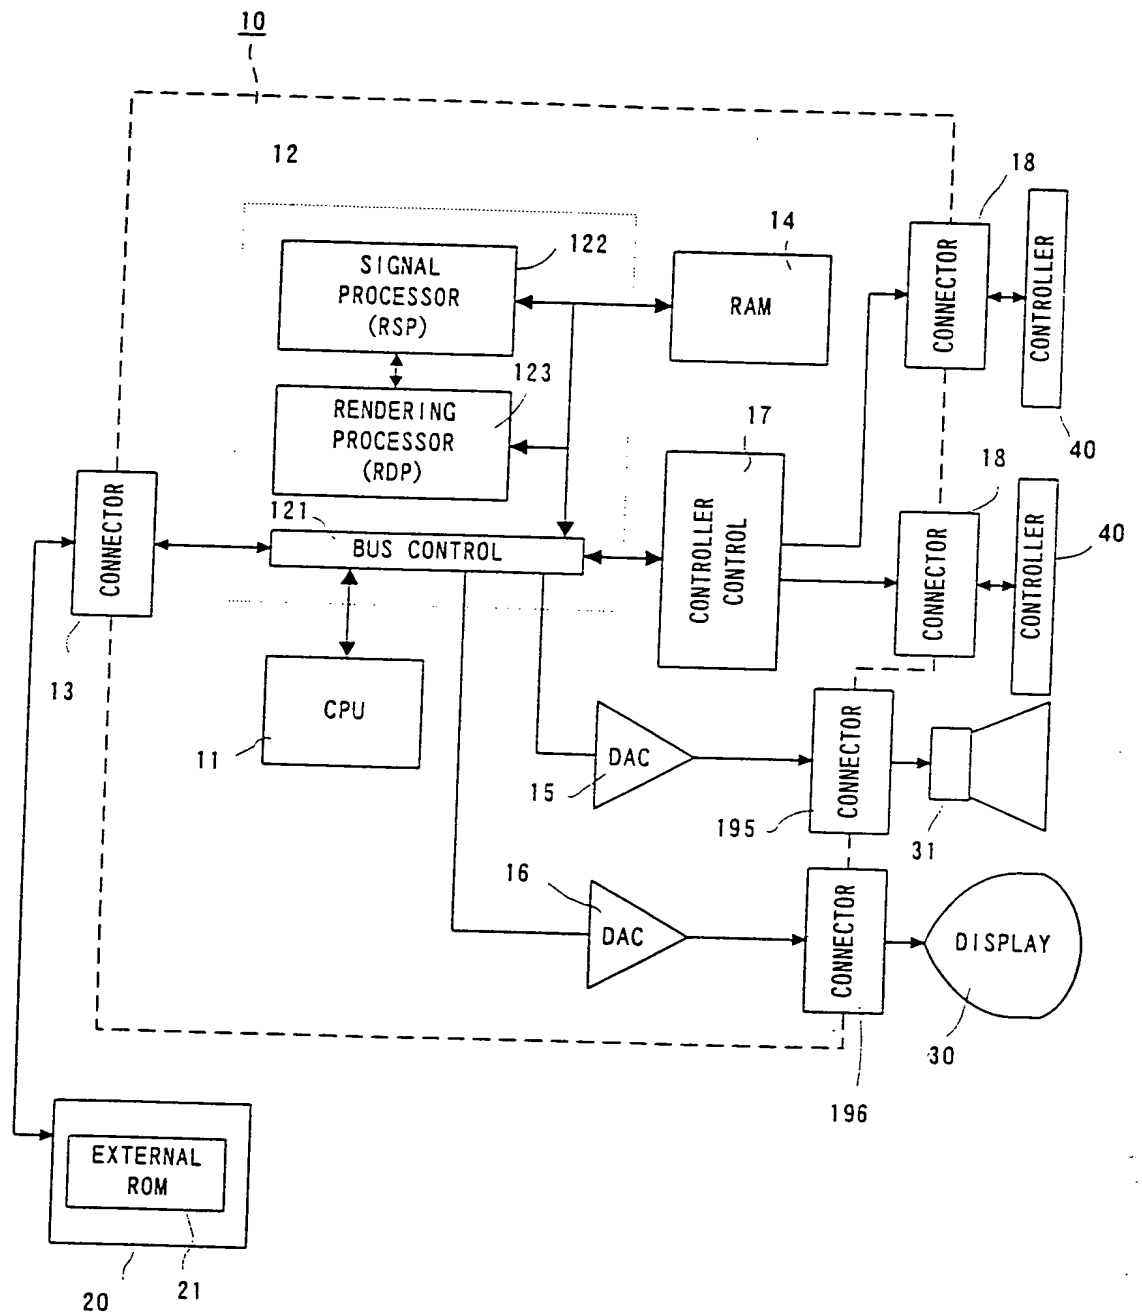 10
12
18
14
122
SIGNAL
PROCESSOR
(RSP)
RAM
CONNECTOR
CONTROLLER
40
123
RENDERING
PROCESSOR
(RDP)
17
18
CONNECTOR
121
BUS CONTROL
CONTROLLER
CONTROL
CONNECTOR
CONTROLLER
40
13
CPU
11
DAC
15
CONNECTOR
195
31
16
DAC
CONNECTOR
DISPLAY
30
196
EXTERNAL
ROM
20
21